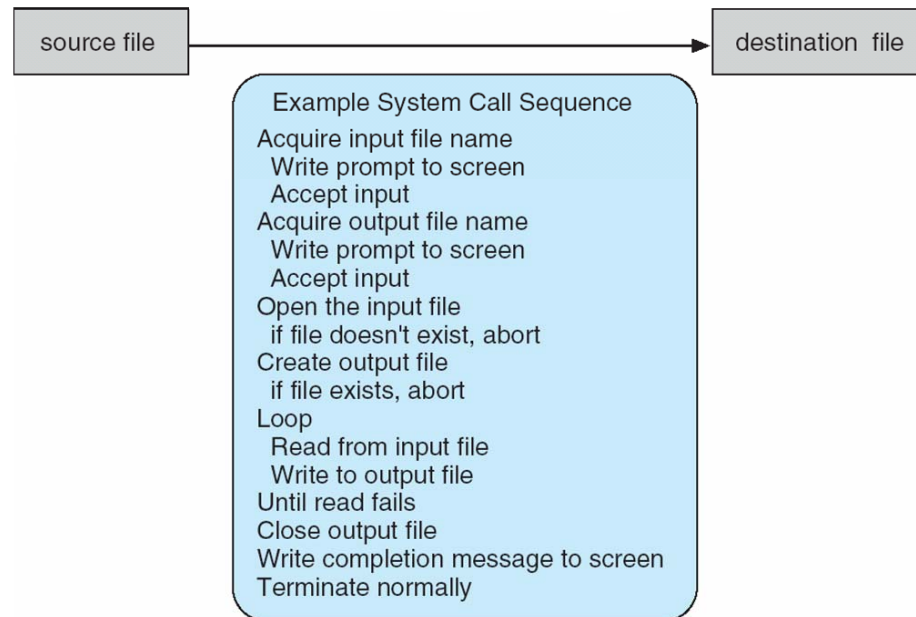 source file
destination file
Example System Call Sequence
Acquire input file name
Write prompt to screen
Accept input
Acquire output file name
Write prompt to screen
Accept input
Open the input file
if file doesn't exist, abort
Create output file
if file exists, abort
Loop
Read from input file
Write to output file
Until read fails
Close output file
Write completion message to screen
Terminate normally